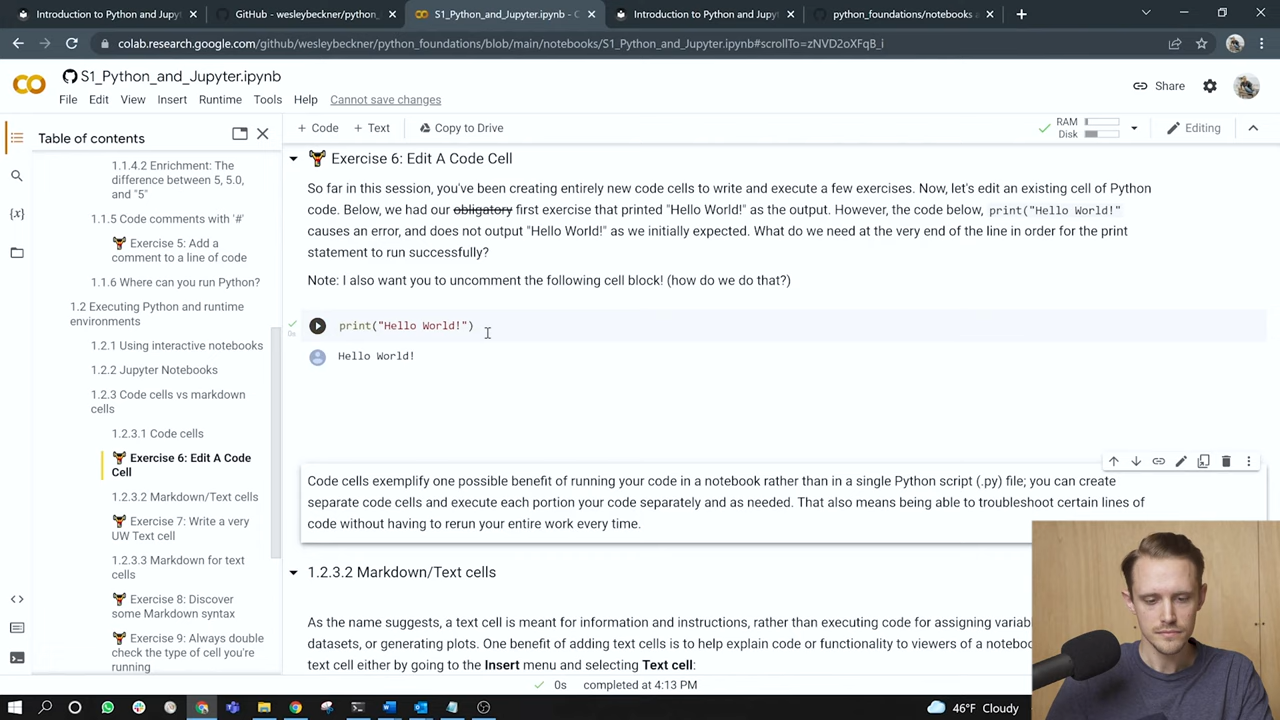 Introduction to Python and Jupyter
GitHub - wesleybeckner/python_
S1_Python_and_Jupyter.ipynb - C
Introduction to Python and Jupyter
python_foundations/notebooks
colab.research.google.com/github/wesleybeckner/python_foundations/blob/main/notebooks/S1_Python_and_Jupyter.ipynb#scrollTo=zNVD2oXFqB_i
S1_Python_and_Jupyter.ipynb
File Edit View Insert Runtime Tools Help Cannot save changes
Share
Table of contents
+ Code + Text Copy to Drive
RAM
Disk
Editing
1.1.4.2 Enrichment: The
difference between 5, 5.0,
and "5"
1.1.5 Code comments with '#'
Exercise 5: Add a
comment to a line of code
1.1.6 Where can you run Python?
1.2 Executing Python and runtime
environments
1.2.1 Using interactive notebooks
1.2.2 Jupyter Notebooks
1.2.3 Code cells vs markdown
cells
1.2.3.1 Code cells
Exercise 6: Edit A Code
Cell
1.2.3.2 Markdown/Text cells
Exercise 7: Write a very
UW Text cell
1.2.3.3 Markdown for text
cells
Exercise 8: Discover
some Markdown syntax
Exercise 9: Always double
check the type of cell you're
running
Exercise 6: Edit A Code Cell
So far in this session, you've been creating entirely new code cells to write and execute a few exercises. Now, let's edit an existing cell of Python
code. Below, we had our obligatory first exercise that printed "Hello World!" as the output. However, the code below, print("Hello World!"
causes an error, and does not output "Hello World!" as we initially expected. What do we need at the very end of the line in order for the print
statement to run successfully?
Note: I also want you to uncomment the following cell block! (how do we do that?)
print("Hello World!")
0s
Hello World!
Code cells exemplify one possible benefit of running your code in a notebook rather than in a single Python script (.py) file; you can create
separate code cells and execute each portion your code separately and as needed. That also means being able to troubleshoot certain lines of
code without having to rerun your entire work every time.
1.2.3.2 Markdown/Text cells
As the name suggests, a text cell is meant for information and instructions, rather than executing code for assigning variab
datasets, or generating plots. One benefit of adding text cells is to help explain code or functionality to viewers of a notebo
text cell either by going to the Insert menu and selecting Text cell:
0s completed at 4:13 PM
46°F Cloudy